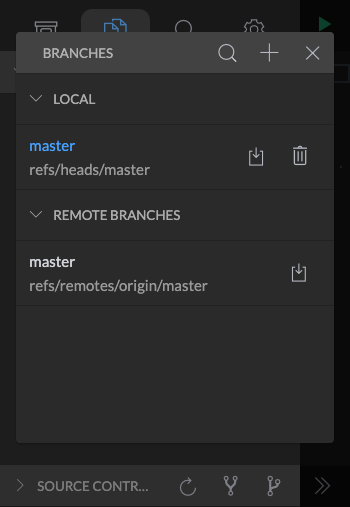 BRANCHES
LOCAL
master
refs/heads/master
REMOTE BRANCHES
master
refs/remotes/origin/master
SOURCE CONTR...